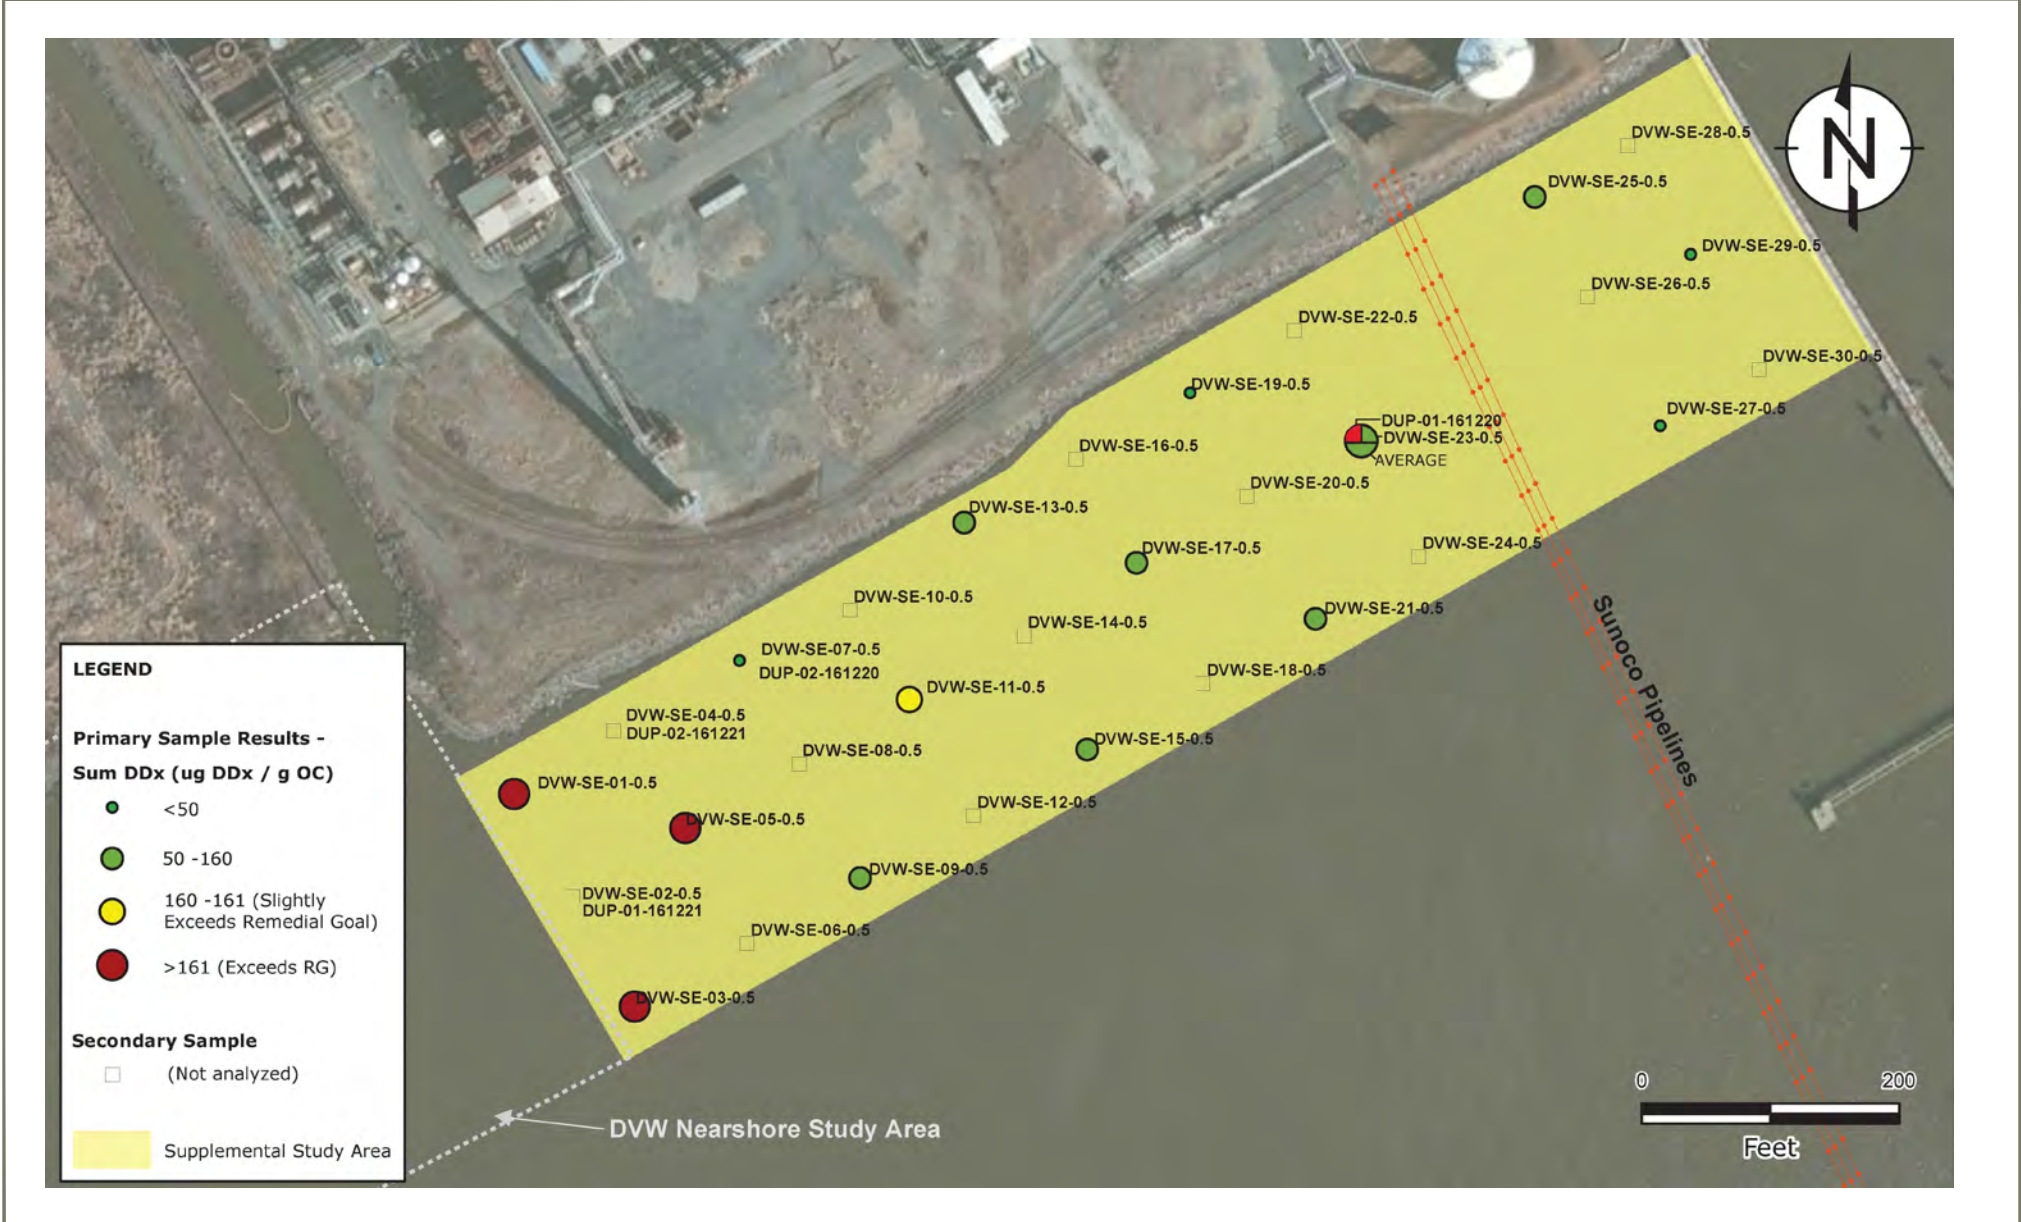 N
DVW-SE-28-0.5
DVW-SE-25-0.5
DVW-SE-29-0.5
DVW-SE-26-0.5
DVW-SE-22-0.5
DVW-SE-30-0.5
DVW-SE-19-0.5
DVW-SE-27-0.5
DUP-01-161220
DVW-SE-23-0.5
AVERAGE
DVW-SE-16-0.5
DVW-SE-20-0.5
DVW-SE-13-0.5
DVW-SE-17-0.5
DVW-SE-24-0.5
DVW-SE-10-0.5
DVW-SE-14-0.5
DVW-SE-21-0.5
DVW-SE-07-0.5
DUP-02-161220
DVW-SE-18-0.5
DVW-SE-11-0.5
DVW-SE-04-0.5
DUP-02-161221
DVW-SE-08-0.5
DVW-SE-15-0.5
DVW-SE-01-0.5
DVW-SE-05-0.5
DVW-SE-12-0.5
DVW-SE-09-0.5
DVW-SE-02-0.5
DUP-01-161221
DVW-SE-06-0.5
DVW-SE-03-0.5
Sunoco Pipelines
DVW Nearshore Study Area
LEGEND
Primary Sample Results -
Sum DDx (ug DDx / g OC)
<50
50 -160
160 -161 (Slightly
Exceeds Remedial Goal)
>161 (Exceeds RG)
Secondary Sample
(Not analyzed)
Supplemental Study Area
0 200
Feet